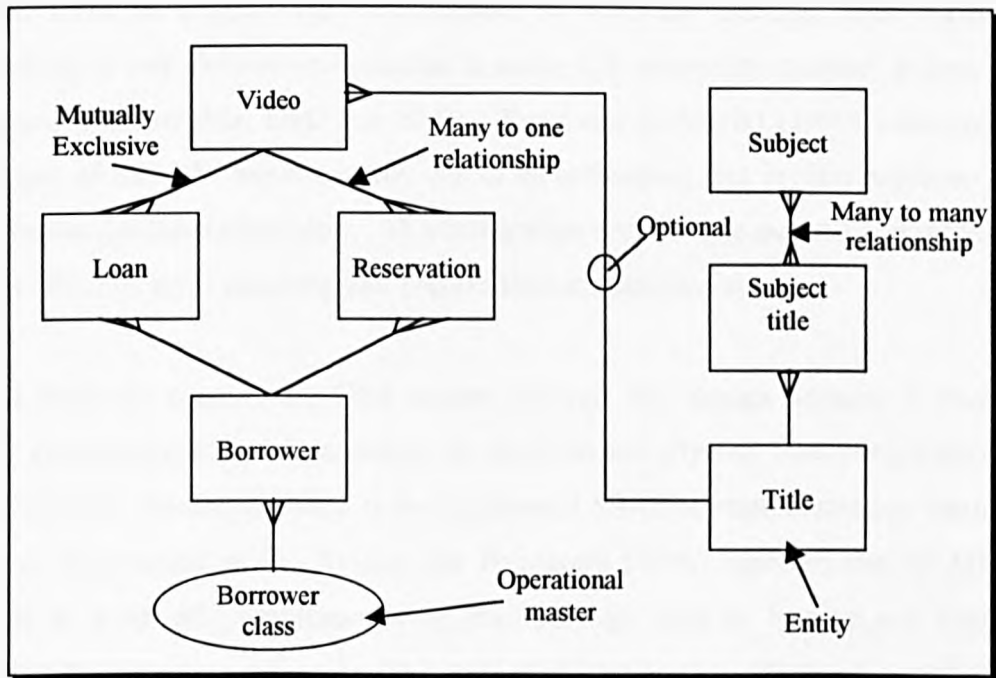 Video
Mutually
Exclusive
Many to one
relationship
Subject
Loan
Reservation
Optional
Many to many
relationship
Subject
title
Borrower
Title
Borrower
class
Operational
master
Entity